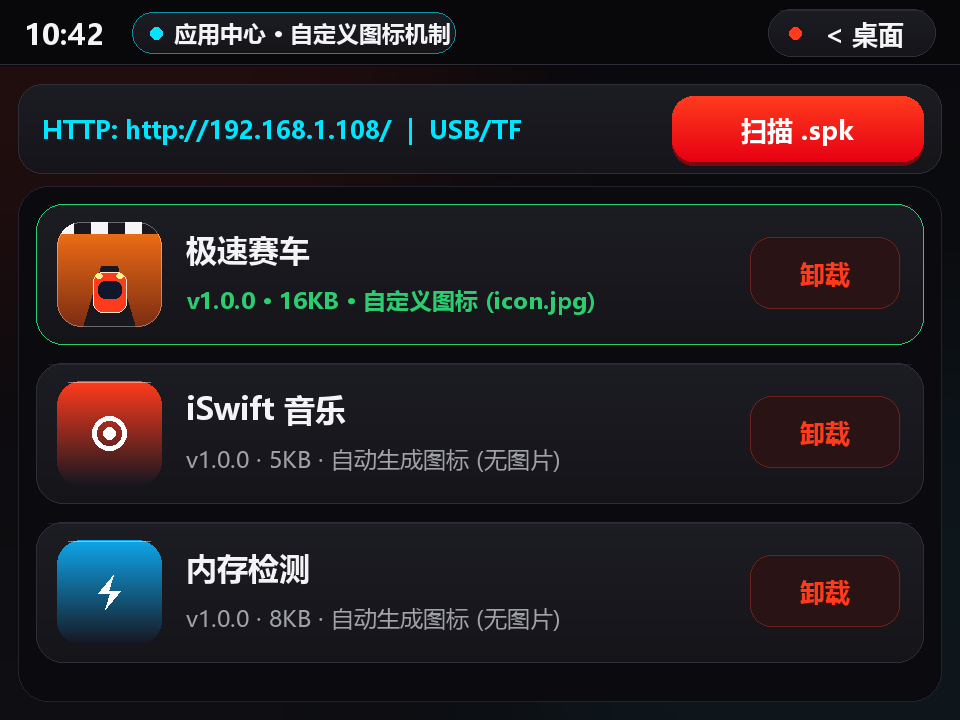 10:42
应用中心 • 自定义图标机制
< 桌面
HTTP: http://192.168.1.108/ | USB/TF
扫描 .spk
极速赛车
v1.0.0 • 16KB • 自定义图标 (icon.jpg)
卸载
iSwift 音乐
v1.0.0 · 5KB · 自动生成图标 (无图片)
卸载
内存检测
v1.0.0 · 8KB · 自动生成图标 (无图片)
卸载